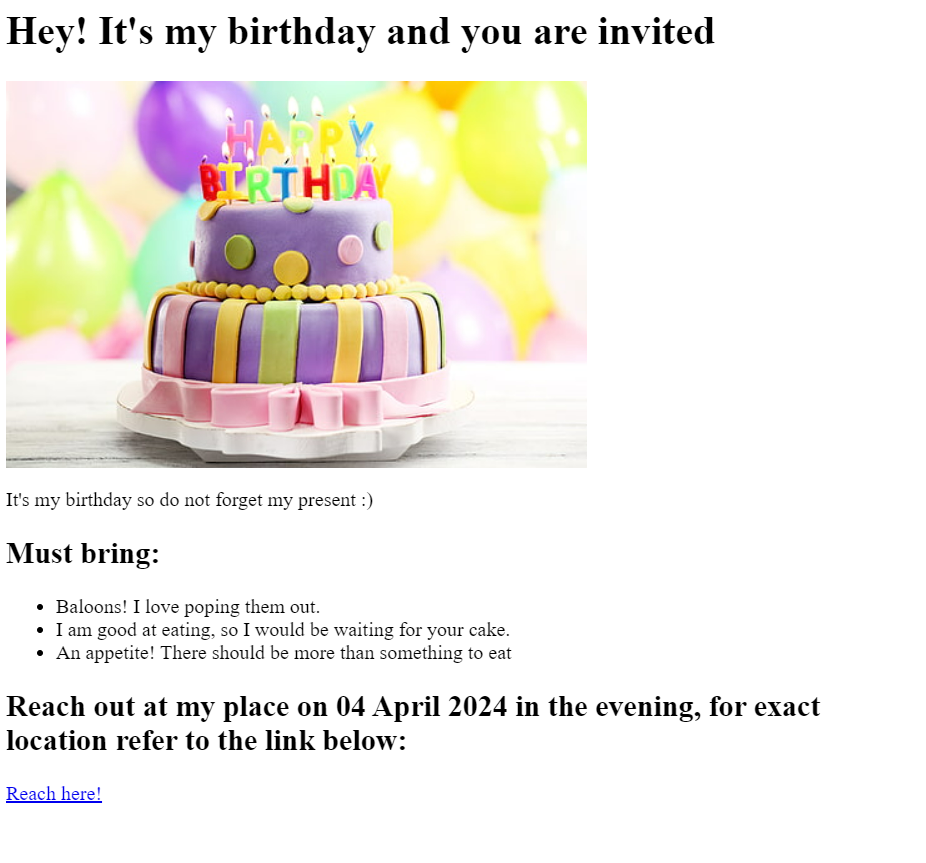 Hey! It's my birthday and you are invited
HAPPY
BIRTHDAY
It's my birthday so do not forget my present :)
Must bring:
Baloons! I love poping them out.
I am good at eating, so I would be waiting for your cake.
An appetite! There should be more than something to eat
Reach out at my place on 04 April 2024 in the evening, for exact
location refer to the link below:
Reach here!